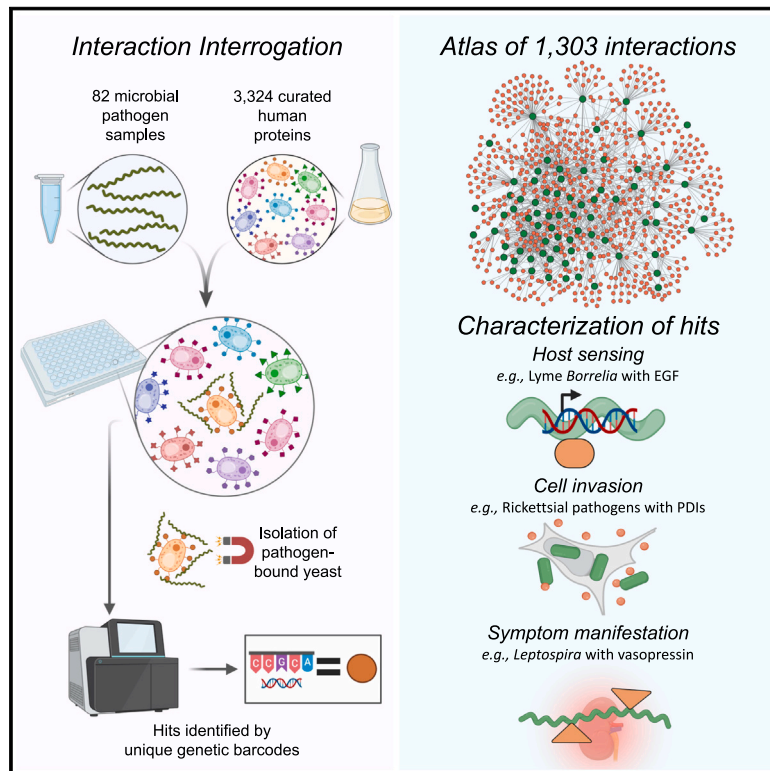 Interaction Interrogation
82 microbial
pathogen
samples
3,324 curated
human
proteins
Isolation of
pathogen-
bound yeast
C C G C A
Hits identified by
unique genetic barcodes
Atlas of 1,303 interactions
Characterization of hits
Host sensing
e.g., Lyme Borrelia with EGF
Cell invasion
e.g., Rickettsial pathogens with PDIs
Symptom manifestation
e.g., Leptospira with vasopressin